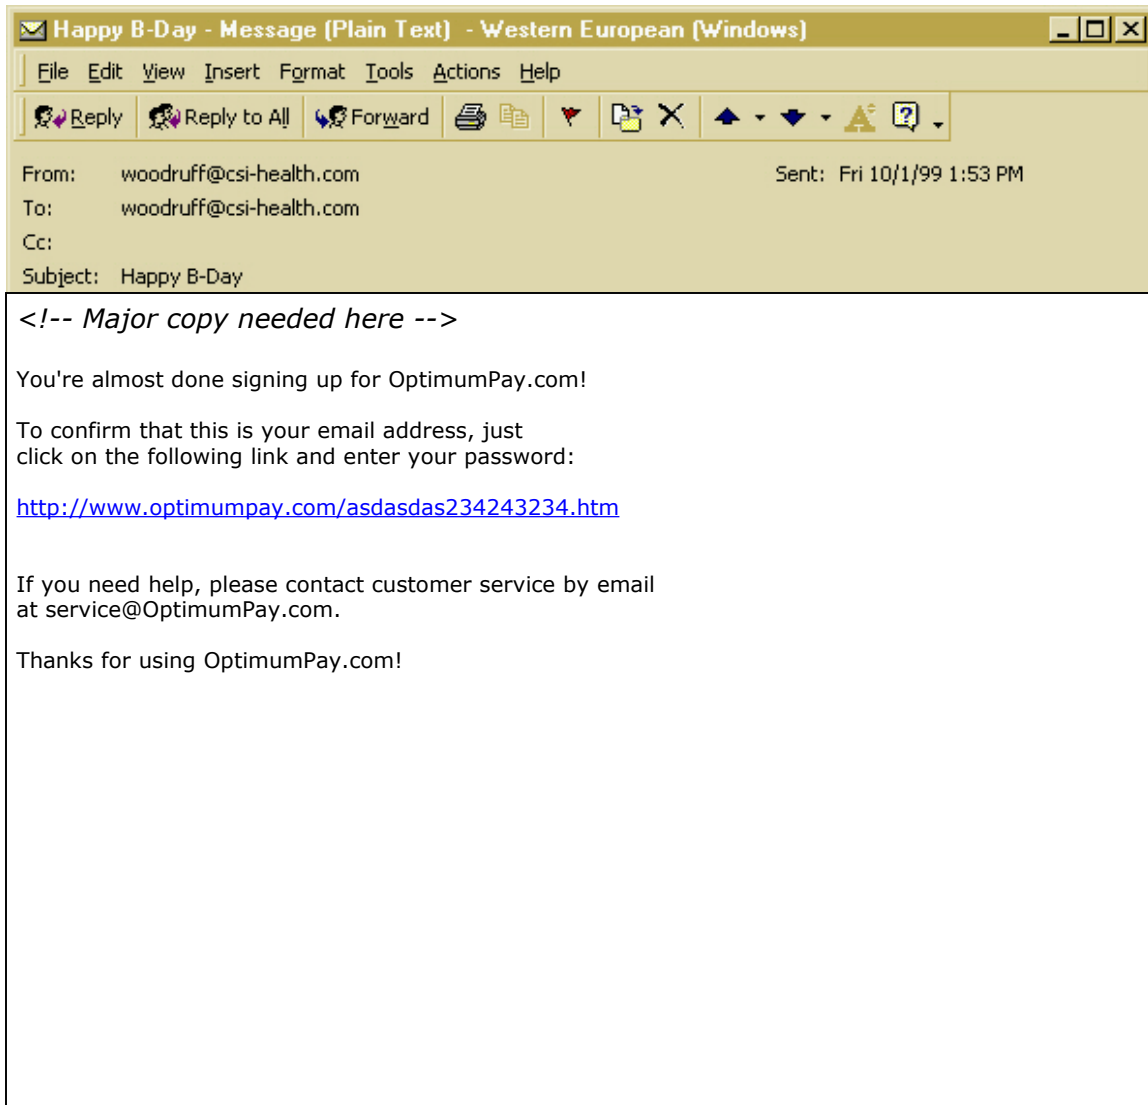 Happy B-Day - Message (Plain Text) - Western European (Windows)
File Edit View Insert Format Tools Actions Help
Reply Reply to All Forward
From: woodruff@csi-health.com Sent: Fri 10/1/99 1:53 PM
To: woodruff@csi-health.com
Cc:
Subject: Happy B-Day
<!-- Major copy needed here -->
You're almost done signing up for OptimumPay.com!
To confirm that this is your email address, just
click on the following link and enter your password:
http://www.optimumpay.com/asdasdas234243234.htm
If you need help, please contact customer service by email
at service@OptimumPay.com.
Thanks for using OptimumPay.com!